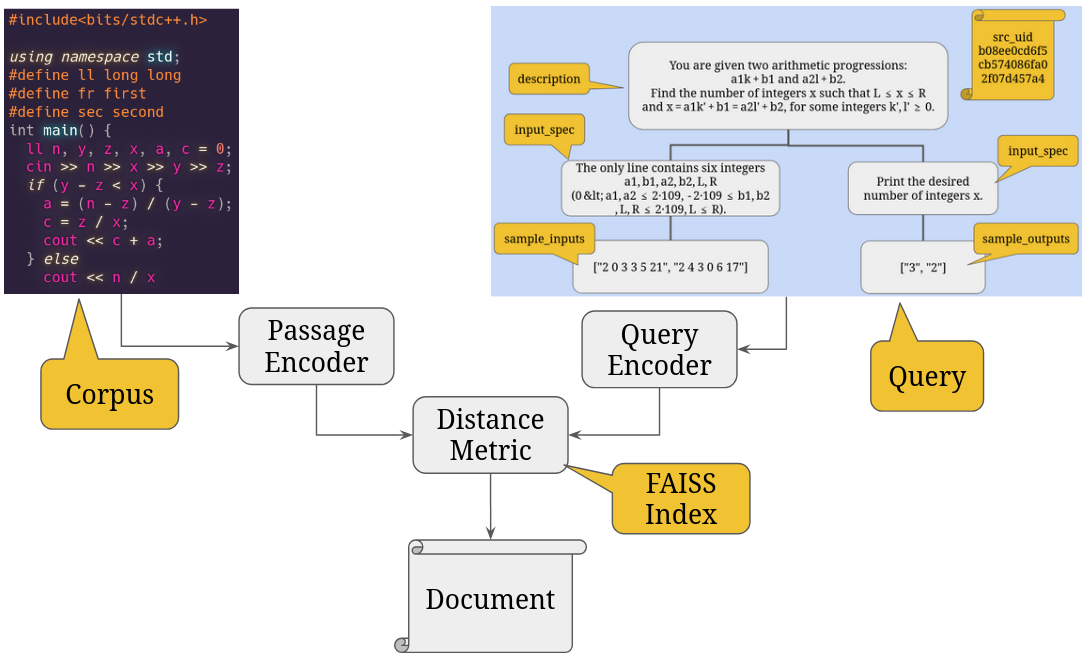 #include<bits/stdc++.h>
using namespace std;
#define ll long long
#define fr first
#define sec second
int main() {
ll n, y, z, x, a, c = 0;
cin >> n >> x >> y >> z;
if (y - z < x) {
a = (n - z) / (y - z);
c = z / x;
cout << c + a;
} else
cout << n / x
Corpus
src_uid
b08ee0cd6f5
cb574086fa0
2f07d457a4
description
You are given two arithmetic progressions:
a1k + b1 and a2l + b2.
Find the number of integers x such that L ≤ x ≤ R
and x = a1k' + b1 = a2l' + b2, for some integers k', l' ≥ 0.
input_spec
The only line contains six integers
a1, b1, a2, b2, L, R
(0 &lt; a1, a2 ≤ 2·109, -2·109 ≤ b1, b2
, L, R ≤ 2·109, L ≤ R).
input_spec
Print the desired
number of integers x.
sample_inputs
["2 0 3 3 5 21", "2 4 3 0 6 17"]
sample_outputs
["3", "2"]
Query
Passage
Encoder
Query
Encoder
Distance
Metric
FAISS
Index
Document